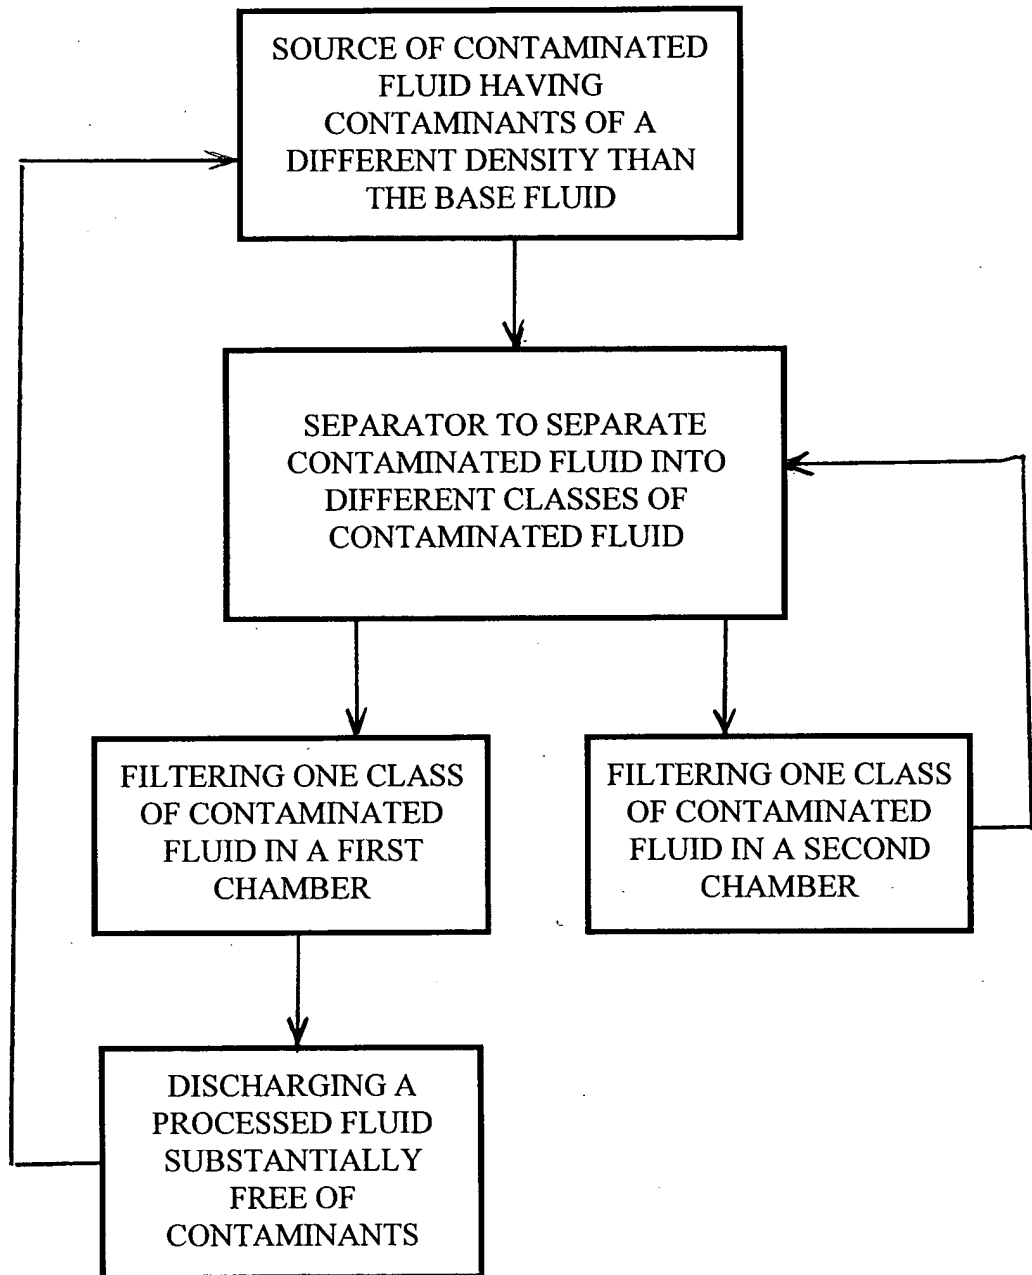 SOURCE OF CONTAMINATED
FLUID HAVING
CONTAMINANTS OF A
DIFFERENT DENSITY THAN
THE BASE FLUID
SEPARATOR TO SEPARATE
CONTAMINATED FLUID INTO
DIFFERENT CLASSES OF
CONTAMINATED FLUID
FILTERING ONE CLASS
OF CONTAMINATED
FLUID IN A FIRST
CHAMBER
FILTERING ONE CLASS
OF CONTAMINATED
FLUID IN A SECOND
CHAMBER
DISCHARGING A
PROCESSED FLUID
SUBSTANTIALLY
FREE OF
CONTAMINANTS